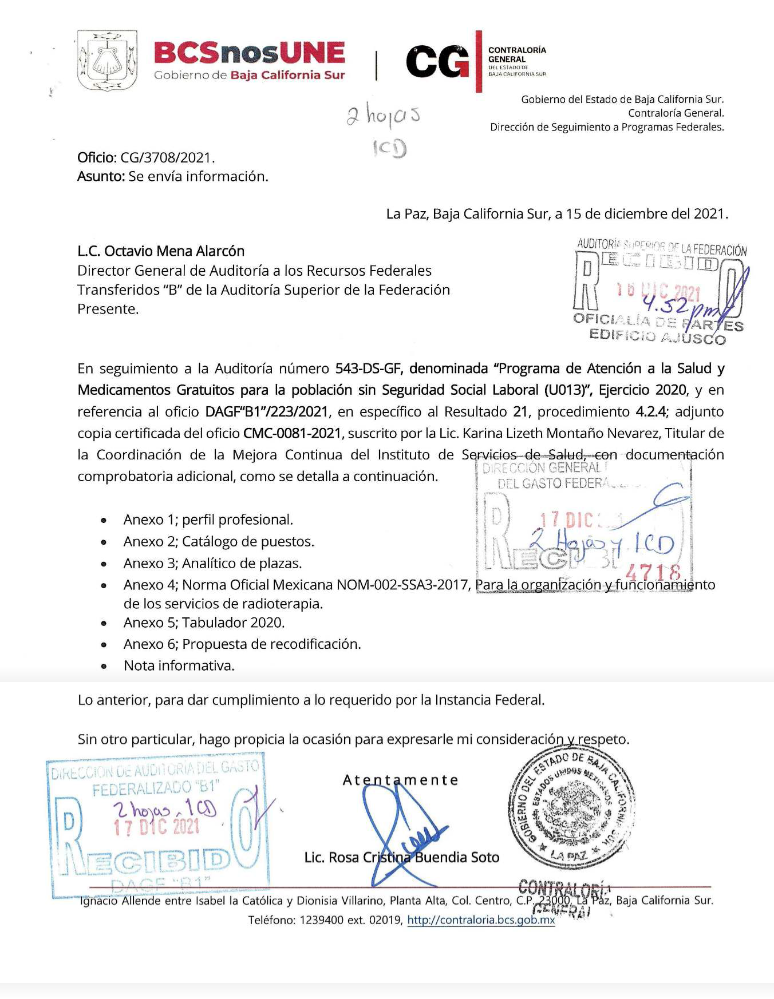 BCSnosUNE
Gobierno de Baja California Sur
CG
CONTRALORÍA
GENERAL
DEL ESTADO DE
BAJA CALIFORNIA SUR
Gobierno del Estado de Baja California Sur.
Contraloría General.
Dirección de Seguimiento a Programas Federales.
2 hojas
1CD
Oficio: CG/3708/2021.
Asunto: Se envía información.
La Paz, Baja California Sur, a 15 de diciembre del 2021.
L.C. Octavio Mena Alarcón
Director General de Auditoría a los Recursos Federales
Transferidos “B” de la Auditoría Superior de la Federación
Presente.
AUDITORÍA SUPERIOR DE LA FEDERACIÓN
RECIBIDO
16 DIC 2021
4.52 pm
OFICIALÍA DE PARTES
EDIFICIO AJUSCO
En seguimiento a la Auditoría número 543-DS-GF, denominada “Programa de Atención a la Salud y
Medicamentos Gratuitos para la población sin Seguridad Social Laboral (U013)”, Ejercicio 2020, y en
referencia al oficio DAGF“B1”/223/2021, en específico al Resultado 21, procedimiento 4.2.4; adjunto
copia certificada del oficio CMC-0081-2021, suscrito por la Lic. Karina Lizeth Montaño Nevarez, Titular de
la Coordinación de la Mejora Continua del Instituto de Servicios de Salud, con documentación
comprobatoria adicional, como se detalla a continuación.
DIRECCIÓN GENERAL
DEL GASTO
17 DIC
2 Hojas y 1CD
4718
• Anexo 1; perfil profesional.
• Anexo 2; Catálogo de puestos.
• Anexo 3; Analítico de plazas.
• Anexo 4; Norma Oficial Mexicana NOM-002-SSA3-2017, Para la organización y funcionamiento
de los servicios de radioterapia.
• Anexo 5; Tabulador 2020.
• Anexo 6; Propuesta de recodificación.
• Nota informativa.
Lo anterior, para dar cumplimiento a lo requerido por la Instancia Federal.
Sin otro particular, hago propicia la ocasión para expresarle mi consideración y respeto.
DIRECCION DE AUDITORIA DEL GASTO
FEDERALIZADO “B1”
2 hojas, 1CD
17 DIC 2021
RECIBIDO
DAGF “B1”
Atentamente
Lic. Rosa Cristina Buendia Soto
GOBIERNO DEL ESTADO DE BAJA CALIFORNIA SUR
ESTADOS UNIDOS MEXICANOS
LA PAZ
CONTRALORÍA
GENERAL
Ignacio Allende entre Isabel la Católica y Dionisia Villarino, Planta Alta, Col. Centro, C.P. 23000, La Paz, Baja California Sur.
Teléfono: 1239400 ext. 02019, http://contraloria.bcs.gob.mx